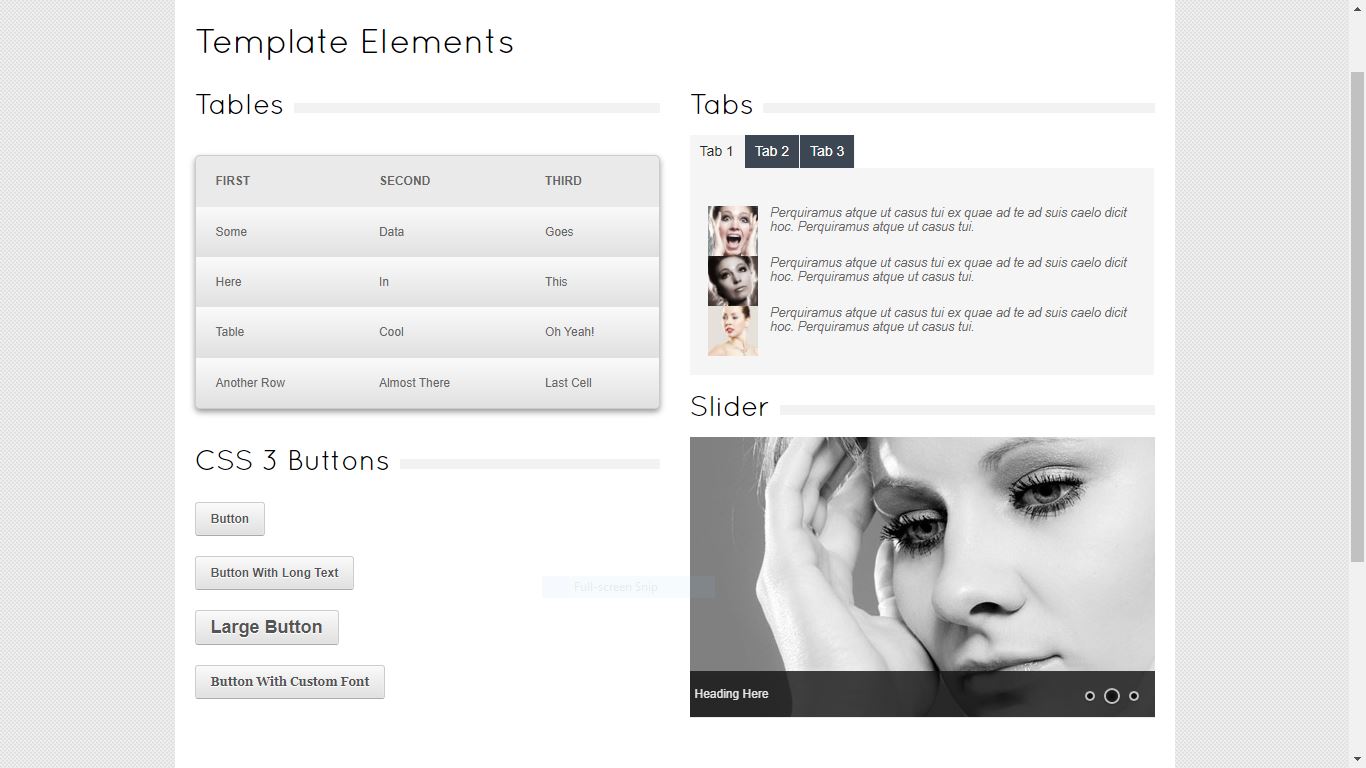 Template Elements
Tables
FIRST SECOND THIRD
Some Data Goes
Here In This
Table Cool Oh Yeah!
Another Row Almost There Last Cell
CSS 3 Buttons
Button
Button With Long Text
Large Button
Button With Custom Font
Full-screen Snip
Tabs
Tab 1 Tab 2 Tab 3
Perquiramus atque ut casus tui ex quae ad te ad suis caelo dicit
hoc. Perquiramus atque ut casus tui.
Perquiramus atque ut casus tui ex quae ad te ad suis caelo dicit
hoc. Perquiramus atque ut casus tui.
Perquiramus atque ut casus tui ex quae ad te ad suis caelo dicit
hoc. Perquiramus atque ut casus tui.
Slider
Heading Here